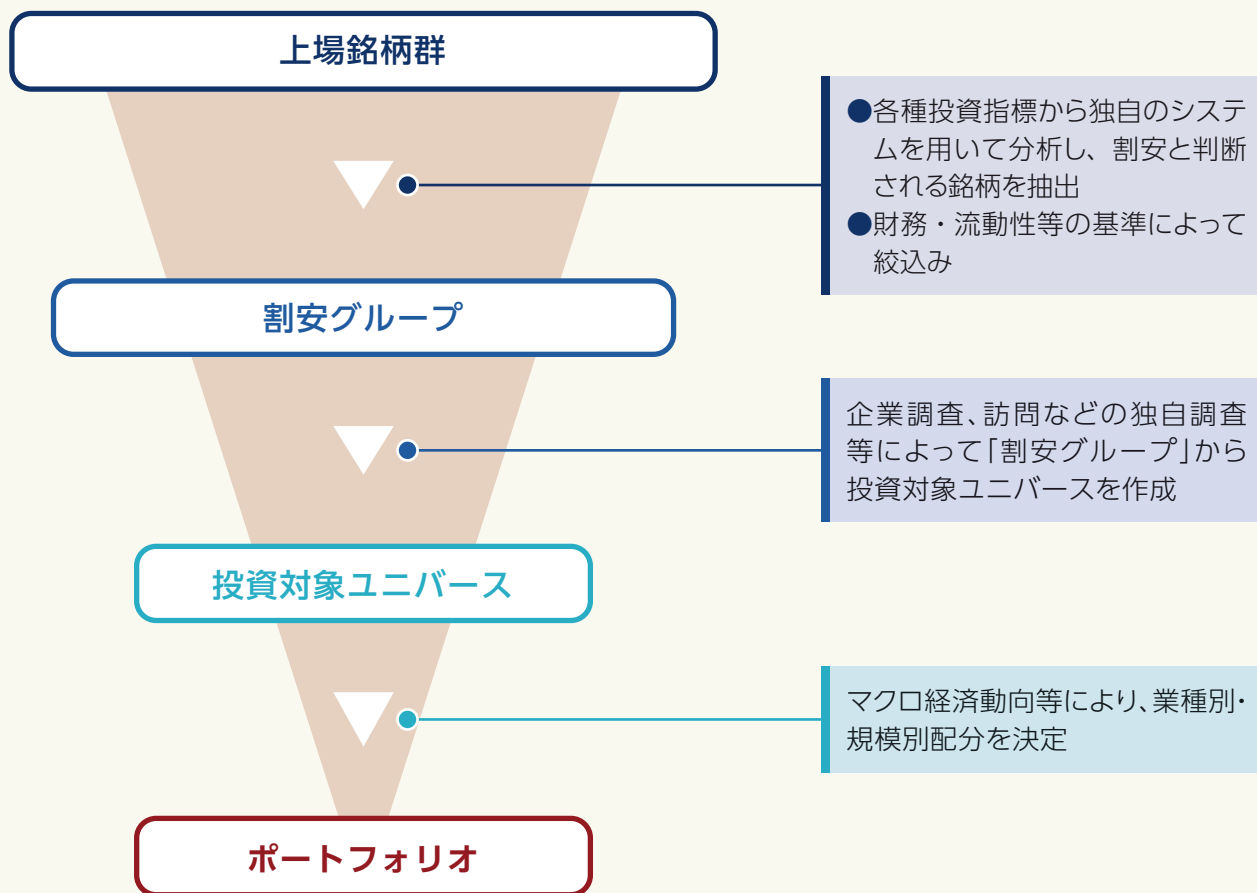 上場銘柄群
●各種投資指標から独自のシステ
ムを用いて分析し、割安と判断
される銘柄を抽出
●財務・流動性等の基準によって
絞込み
割安グループ
企業調査、訪問などの独自調査
等によって「割安グループ」から
投資対象ユニバースを作成
投資対象ユニバース
マクロ経済動向等により、業種別・
規模別配分を決定
ポートフォリオ